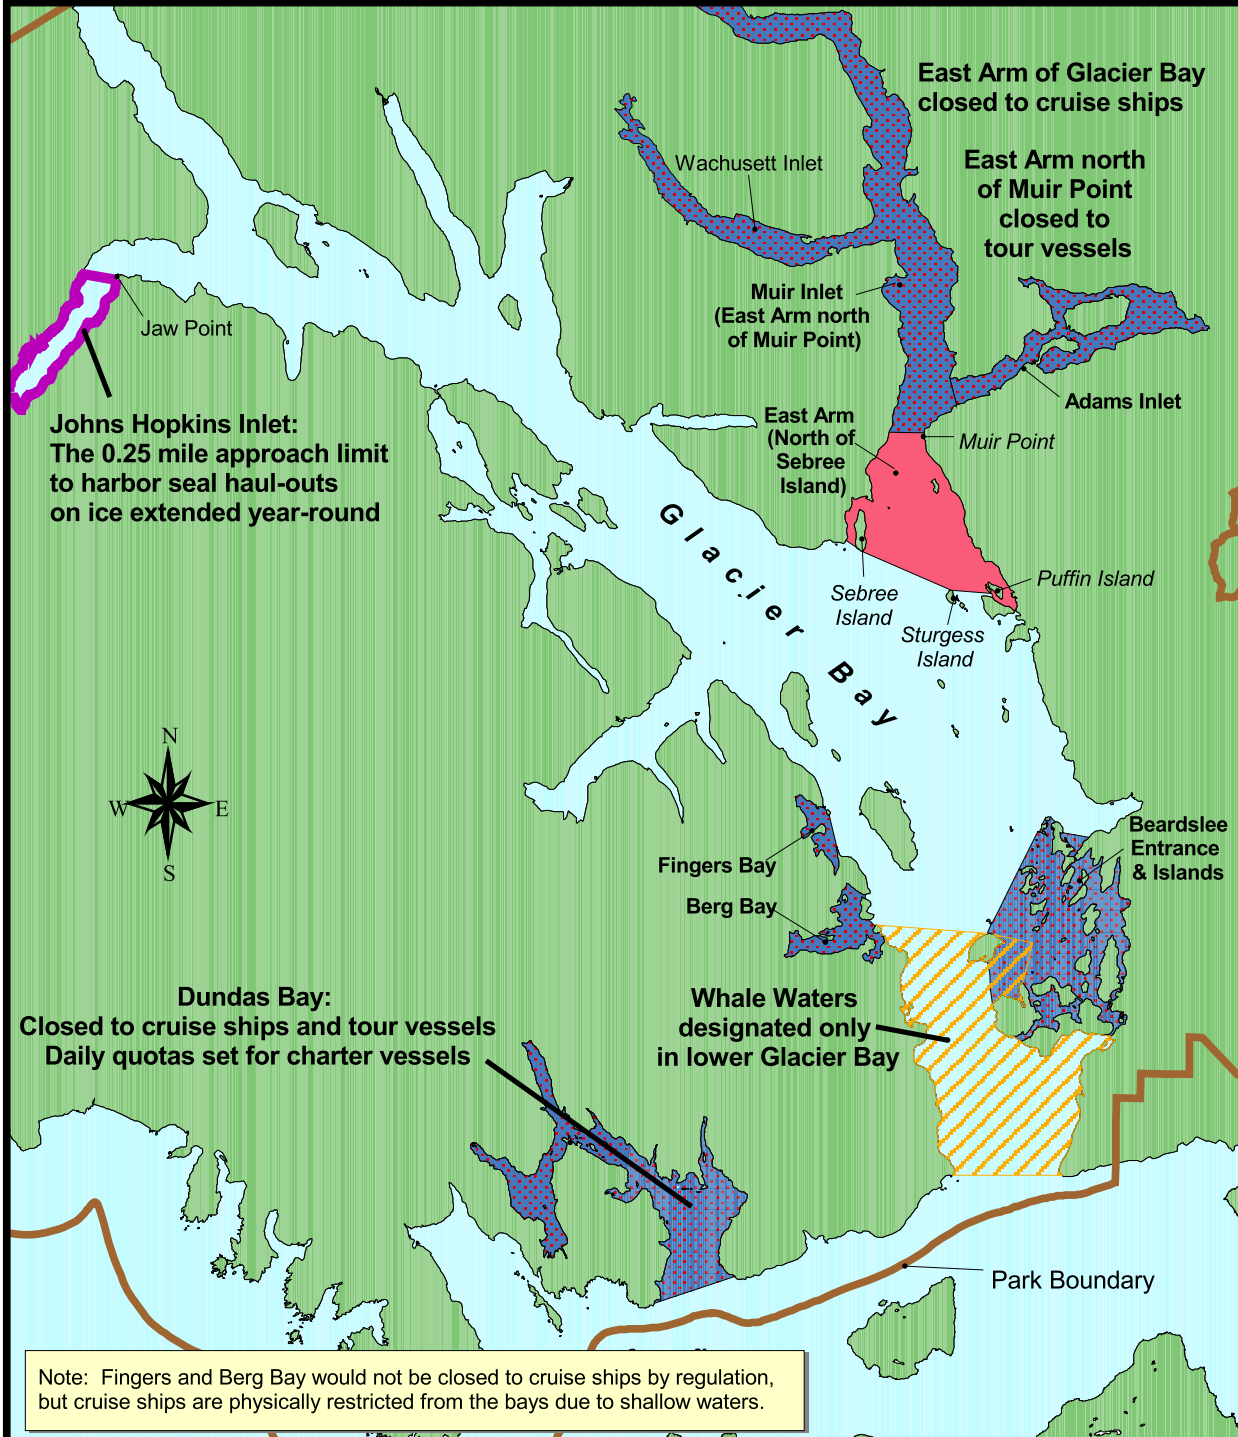 East Arm of Glacier Bay
closed to cruise ships
East Arm north
of Muir Point
closed to
tour vessels
Wachusett Inlet
Muir Inlet
(East Arm north
of Muir Point)
Jaw Point
Adams Inlet
East Arm
(North of
Sebree
Island)
Muir Point
Johns Hopkins Inlet:
The 0.25 mile approach limit
to harbor seal haul-outs
on ice extended year-round
Glacier Bay
Puffin Island
Sebree
Island
Sturgess
Island
N
W
E
S
Beardslee
Entrance
& Islands
Fingers Bay
Berg Bay
Dundas Bay:
Closed to cruise ships and tour vessels
Daily quotas set for charter vessels
Whale Waters
designated only
in lower Glacier Bay
Park Boundary
Note: Fingers and Berg Bay would not be closed to cruise ships by regulation,
but cruise ships are physically restricted from the bays due to shallow waters.